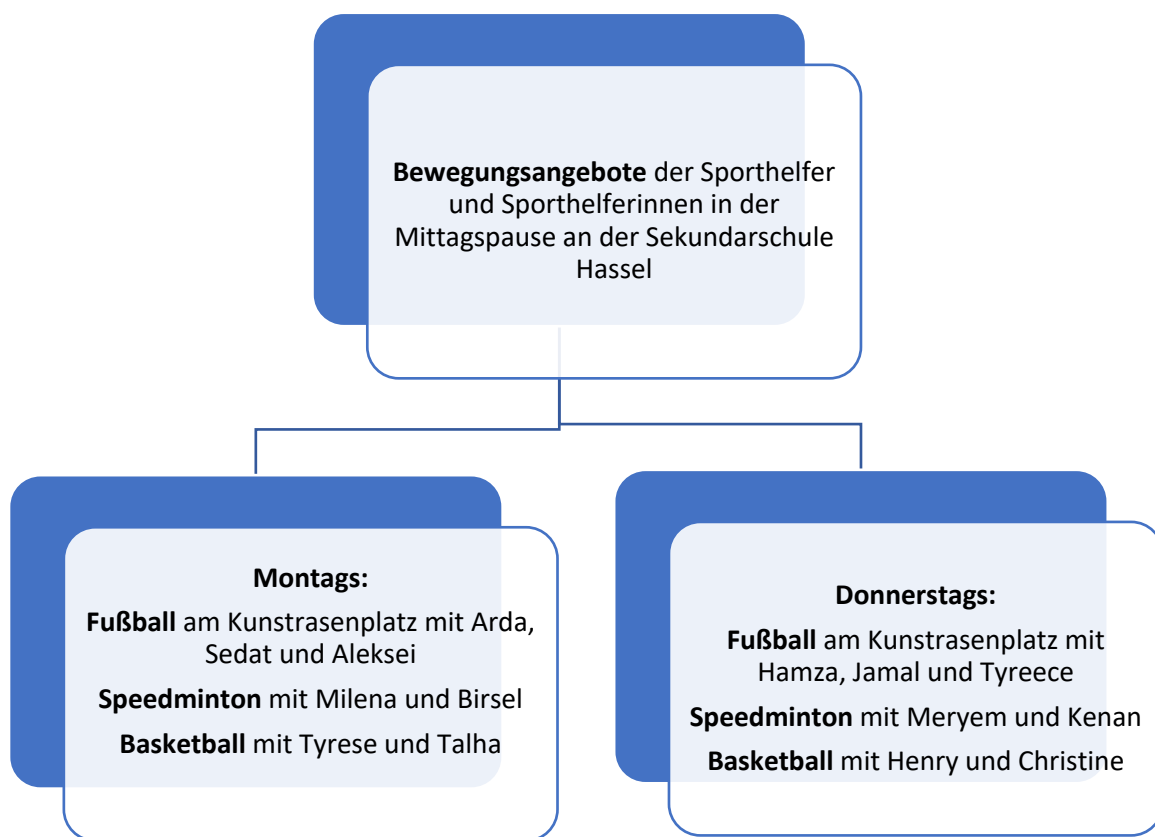 Bewegungsangebote der Sporthelfer
und Sporthelferinnen in der
Mittagspause an der Sekundarschule
Hassel
Montags:
Fußball am Kunstrasenplatz mit Arda,
Sedat und Aleksei
Speedminton mit Milena und Birsel
Basketball mit Tyrese und Talha
Donnerstags:
Fußball am Kunstrasenplatz mit
Hamza, Jamal und Tyreece
Speedminton mit Meryem und Kenan
Basketball mit Henry und Christine